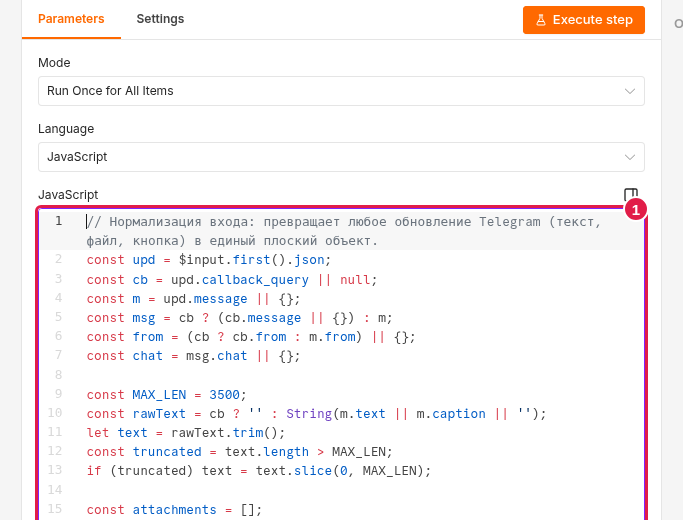 Parameters
Settings
Execute step
Mode
Run Once for All Items
Language
JavaScript
JavaScript
1
1 // Нормализация входа: превращает любое обновление Telegram (текст,
файл, кнопка) в единый плоский объект.
2 const upd = $input.first().json;
3 const cb = upd.callback_query || null;
4 const m = upd.message || {};
5 const msg = cb ? (cb.message || {}) : m;
6 const from = (cb ? cb.from : m.from) || {};
7 const chat = msg.chat || {};
8
9 const MAX_LEN = 3500;
10 const rawText = cb ? '' : String(m.text || m.caption || '');
11 let text = rawText.trim();
12 const truncated = text.length > MAX_LEN;
13 if (truncated) text = text.slice(0, MAX_LEN);
14
15 const attachments = [];